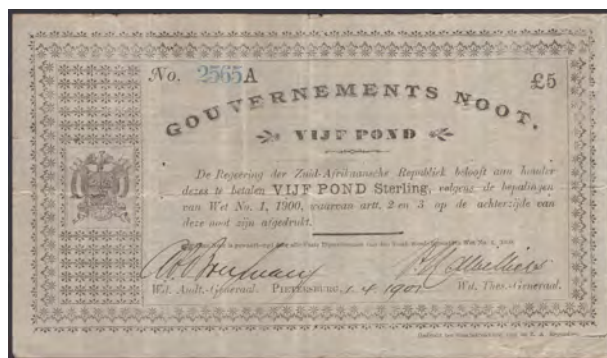 No. 2565A £5
GOUVERNEMENTS NOOT.
VIJF POND
De Regeering der Zuid-Afrikaansche Republiek belooft aan houder
dezes te betalen VIJF POND Sterling, volgens de bepalingen
van Wet No. 1, 1900, waarvan artt. 2 en 3 op de achterzijde van
deze noot zijn afgedrukt.
Wd. Audt.-Generaal. PIETERSBURG, 1.4.1901 Wd. Thes.-Generaal.